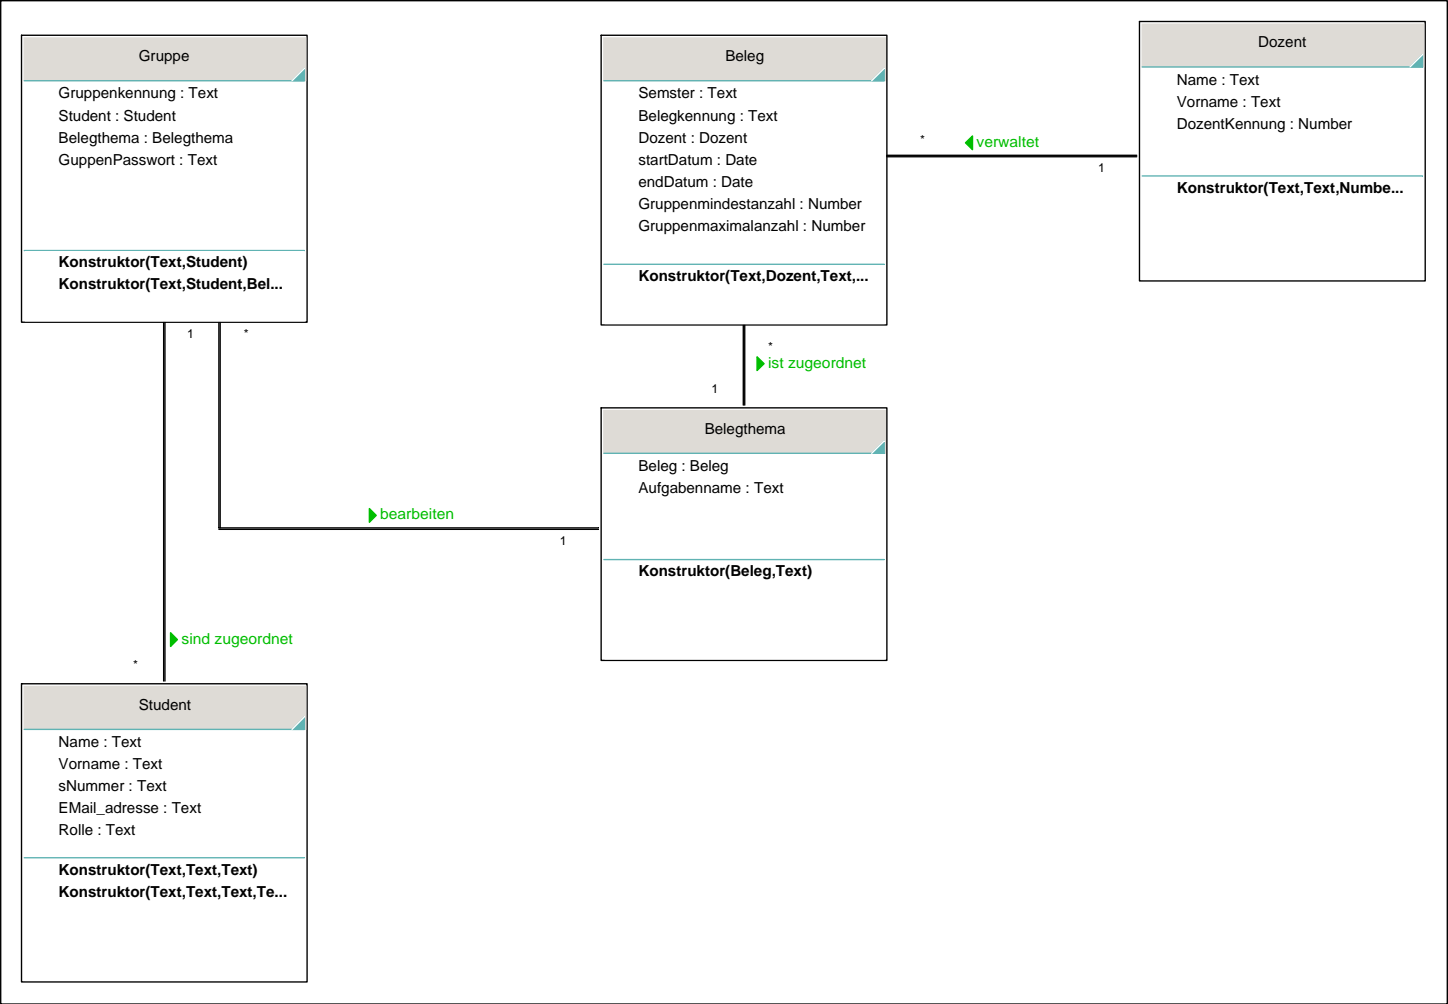 Gruppe
Gruppenkennung : Text
Student : Student
Belegthema : Belegthema
GuppenPasswort : Text
Konstruktor(Text,Student)
Konstruktor(Text,Student,Bel...
Beleg
Semster : Text
Belegkennung : Text
Dozent : Dozent
startDatum : Date
endDatum : Date
Gruppenmindestanzahl : Number
Gruppenmaximalanzahl : Number
Konstruktor(Text,Dozent,Text,...
Dozent
Name : Text
Vorname : Text
DozentKennung : Number
Konstruktor(Text,Text,Numbe...
*
verwaltet
1
1
*
*
ist zugeordnet
1
Belegthema
Beleg : Beleg
Aufgabenname : Text
Konstruktor(Beleg,Text)
bearbeiten
1
sind zugeordnet
*
Student
Name : Text
Vorname : Text
sNummer : Text
EMail_adresse : Text
Rolle : Text
Konstruktor(Text,Text,Text)
Konstruktor(Text,Text,Text,Te...